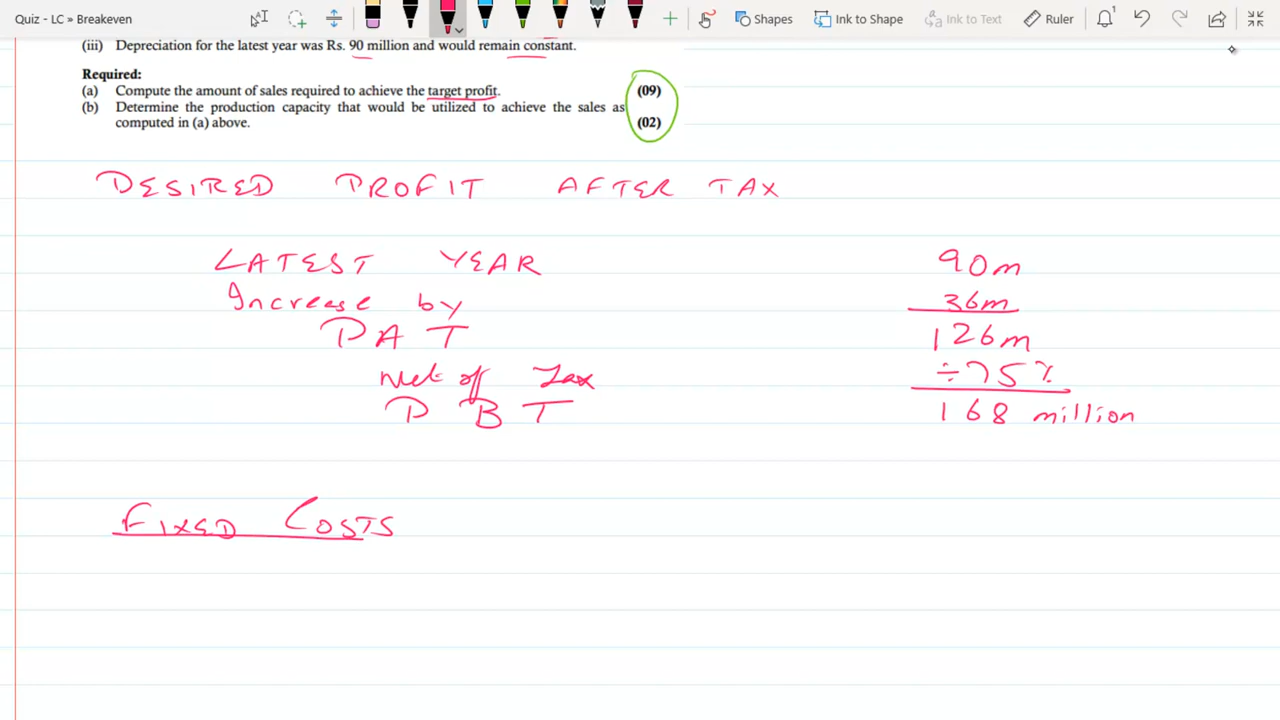 Quiz - LC » Breakeven
Shapes
Ink to Shape
Ink to Text
Ruler
(iii) Depreciation for the latest year was Rs. 90 million and would remain constant.
Required:
(a) Compute the amount of sales required to achieve the target profit. (09)
(b) Determine the production capacity that would be utilized to achieve the sales as
computed in (a) above. (02)
DESIRED PROFIT AFTER TAX
LATEST YEAR 90m
Increase by 36m
PAT 126m
Net of Tax ÷75%
PBT 168 million
FIXED COSTS